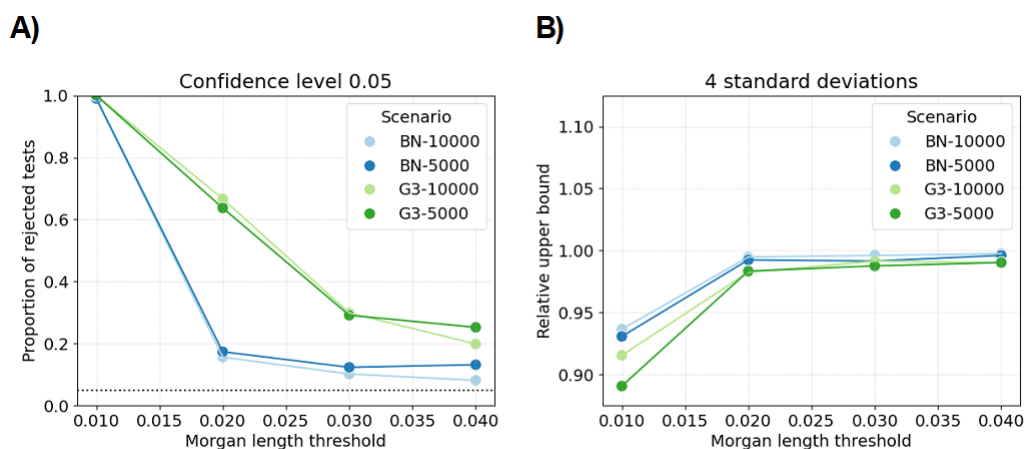 A)
Confidence level 0.05
Proportion of rejected tests
1.0
0.8
0.6
0.4
0.2
0.0
Scenario
BN-10000
BN-5000
G3-10000
G3-5000
0.010 0.015 0.020 0.025 0.030 0.035 0.040
Morgan length threshold
B)
4 standard deviations
Relative upper bound
1.10
1.05
1.00
0.95
0.90
Scenario
BN-10000
BN-5000
G3-10000
G3-5000
0.010 0.015 0.020 0.025 0.030 0.035 0.040
Morgan length threshold